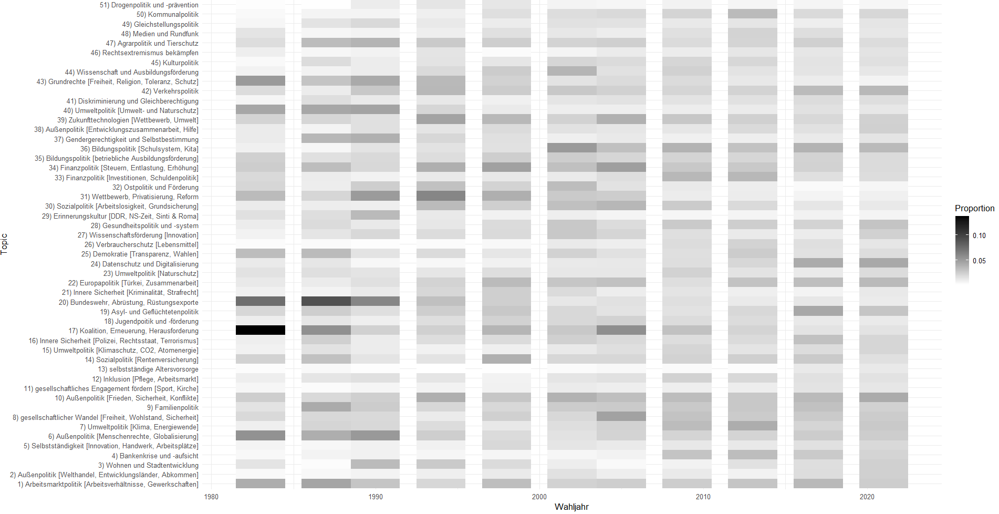 51) Drogenpolitik und -prävention
50) Kommunalpolitik
49) Gleichstellungspolitik
48) Medien und Rundfunk
47) Agrarpolitik und Tierschutz
46) Rechtsextremismus bekämpfen
45) Kulturpolitik
44) Wissenschaft und Ausbildungsförderung
43) Grundrechte [Freiheit, Religion, Toleranz, Schutz]
42) Verkehrspolitik
41) Diskriminierung und Gleichberechtigung
40) Umweltpolitik [Umwelt- und Naturschutz]
39) Zukunfttechnologien [Wettbewerb, Umwelt]
38) Außenpolitik [Entwicklungszusammenarbeit, Hilfe]
37) Gendergerechtigkeit und Selbstbestimmung
36) Bildungspolitik [Schulsystem, Kita]
35) Bildungspolitik [betriebliche Ausbildungsförderung]
34) Finanzpolitik [Steuern, Entlastung, Erhöhung]
33) Finanzpolitik [Investitionen, Schuldenpolitik]
32) Ostpolitik und Förderung
31) Wettbewerb, Privatisierung, Reform
30) Sozialpolitik [Arbeitslosigkeit, Grundsicherung]
29) Erinnerungskultur [DDR, NS-Zeit, Sinti & Roma]
28) Gesundheitspolitik und -system
27) Wissenschaftsförderung [Innovation]
26) Verbraucherschutz [Lebensmittel]
25) Demokratie [Transparenz, Wahlen]
24) Datenschutz und Digitalisierung
23) Umweltpolitik [Naturschutz]
22) Europapolitik [Türkei, Zusammenarbeit]
21) Innere Sicherheit [Kriminalität, Strafrecht]
20) Bundeswehr, Abrüstung, Rüstungsexporte
19) Asyl- und Geflüchtetenpolitik
18) Jugendpoitik und -förderung
17) Koalition, Erneuerung, Herausforderung
16) Innere Sicherheit [Polizei, Rechtsstaat, Terrorismus]
15) Umweltpolitik [Klimaschutz, CO2, Atomenergie]
14) Sozialpolitik [Rentenversicherung]
13) selbstständige Altersvorsorge
12) Inklusion [Pflege, Arbeitsmarkt]
11) gesellschaftliches Engagement fördern [Sport, Kirche]
10) Außenpolitik [Frieden, Sicherheit, Konflikte]
9) Familienpolitik
8) gesellschaftlicher Wandel [Freiheit, Wohlstand, Sicherheit]
7) Umweltpolitik [Klima, Energiewende]
6) Außenpolitik [Menschenrechte, Globalisierung]
5) Selbstständigkeit [Innovation, Handwerk, Arbeitsplätze]
4) Bankenkrise und -aufsicht
3) Wohnen und Stadtentwicklung
2) Außenpolitik [Welthandel, Entwicklungsländer, Abkommen]
1) Arbeitsmarktpolitik [Arbeitsverhältnisse, Gewerkschaften]
Topic
1980 1990 2000 2010 2020
Wahljahr
Proportion
0.10
0.05